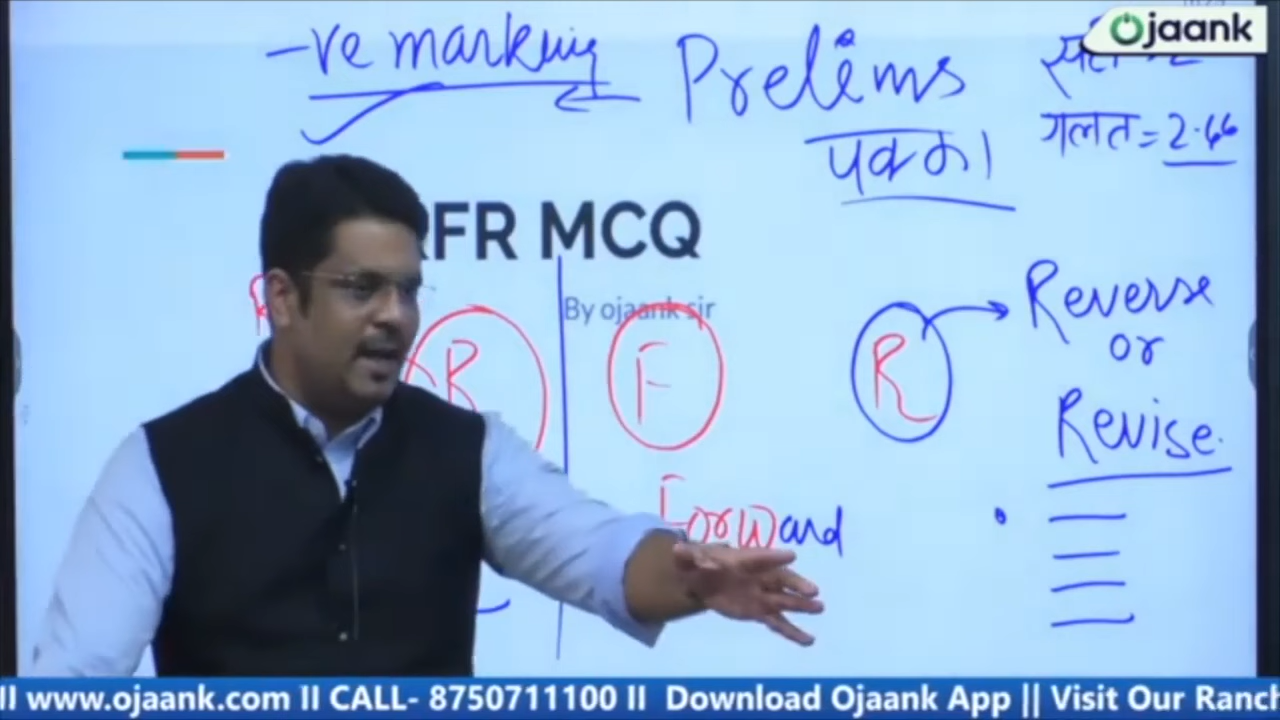 Ojaank
-ve marking
Prelims
पक्का।
गलत = 2.66
RFR MCQ
By ojaank sir
R
F
R
Reverse
or
Revise.
Forward
II www.ojaank.com II CALL- 8750711100 II Download Ojaank App || Visit Our Ranch